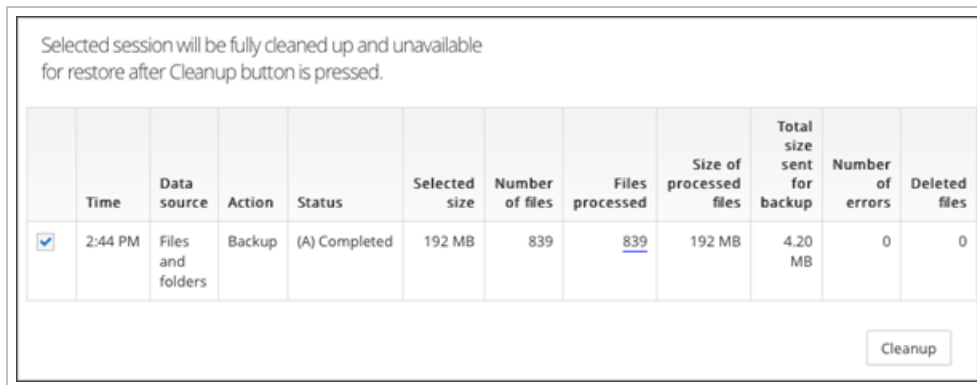 Selected session will be fully cleaned up and unavailable
for restore after Cleanup button is pressed.
Time
Data
source
Action
Status
Selected
size
Number
of files
Files
processed
Size of
processed
files
Total
size
sent
for
backup
Number
of
errors
Deleted
files
2:44 PM
Files
and
folders
Backup
(A) Completed
192 MB
839
839
192 MB
4.20
MB
0
0
Cleanup